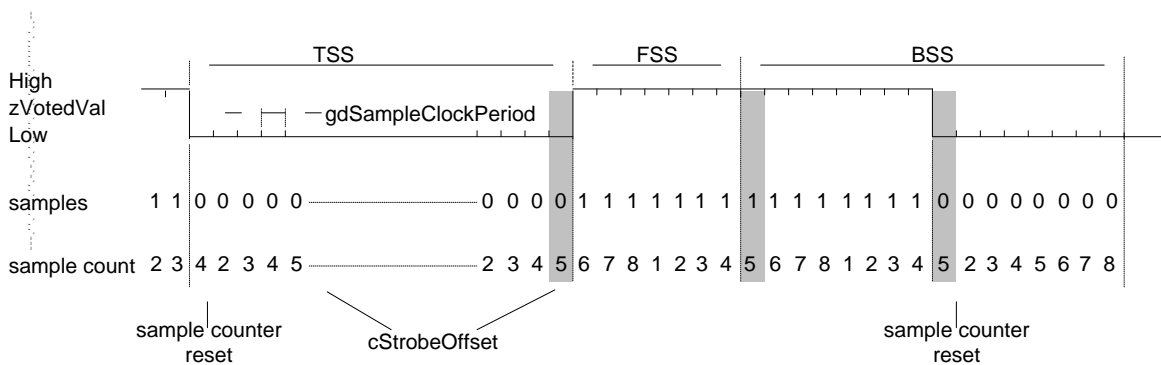 TSS FSS BSS
High
zVotedVal
gdSampleClockPeriod
Low
samples 1 1 0 0 0 0 0 0 0 0 0 1 1 1 1 1 1 1 1 1 1 1 1 1 1 1 0 0 0 0 0 0 0 0
sample count 2 3 4 2 3 4 5 2 3 4 5 6 7 8 1 2 3 4 5 6 7 8 1 2 3 4 5 2 3 4 5 6 7 8
sample counter
reset
cStrobeOffset
sample counter
reset